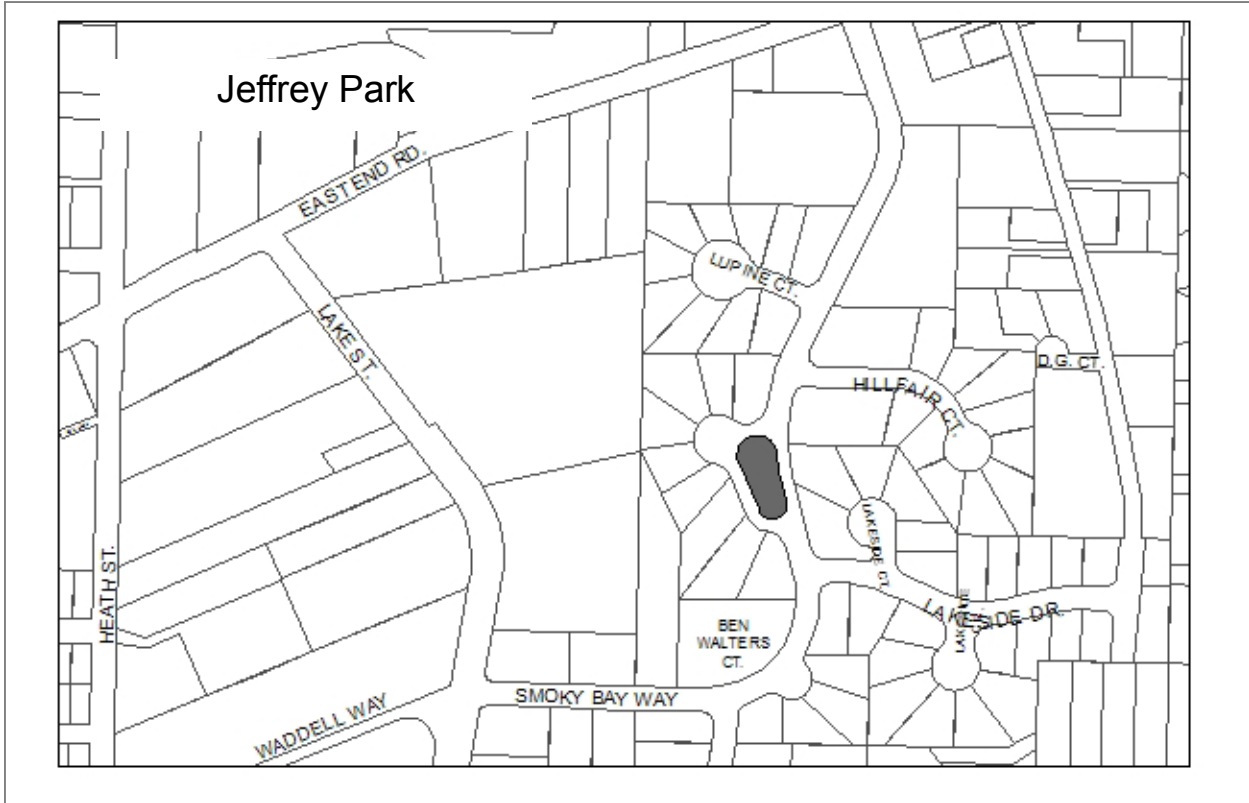 Jeffrey Park
EAST END RD.
LUPINE CT.
LAKE ST.
D.G. CT.
HILLFAIR CT.
LAKESIDE CT.
HEATH ST.
LAKESIDE DR.
BEN
WALTERS
CT.
SMOKY BAY WAY
WADDELL WAY